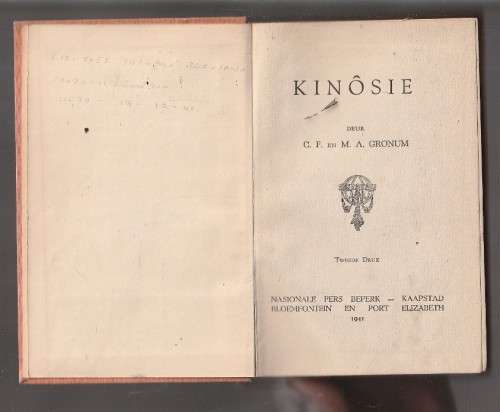 KINÔSIE
DEUR
C. F. EN M. A. GRONUM
TWEEDE DRUK
NASIONALE PERS BEPERK — KAAPSTAD
BLOEMFONTEIN EN PORT ELIZABETH
1941